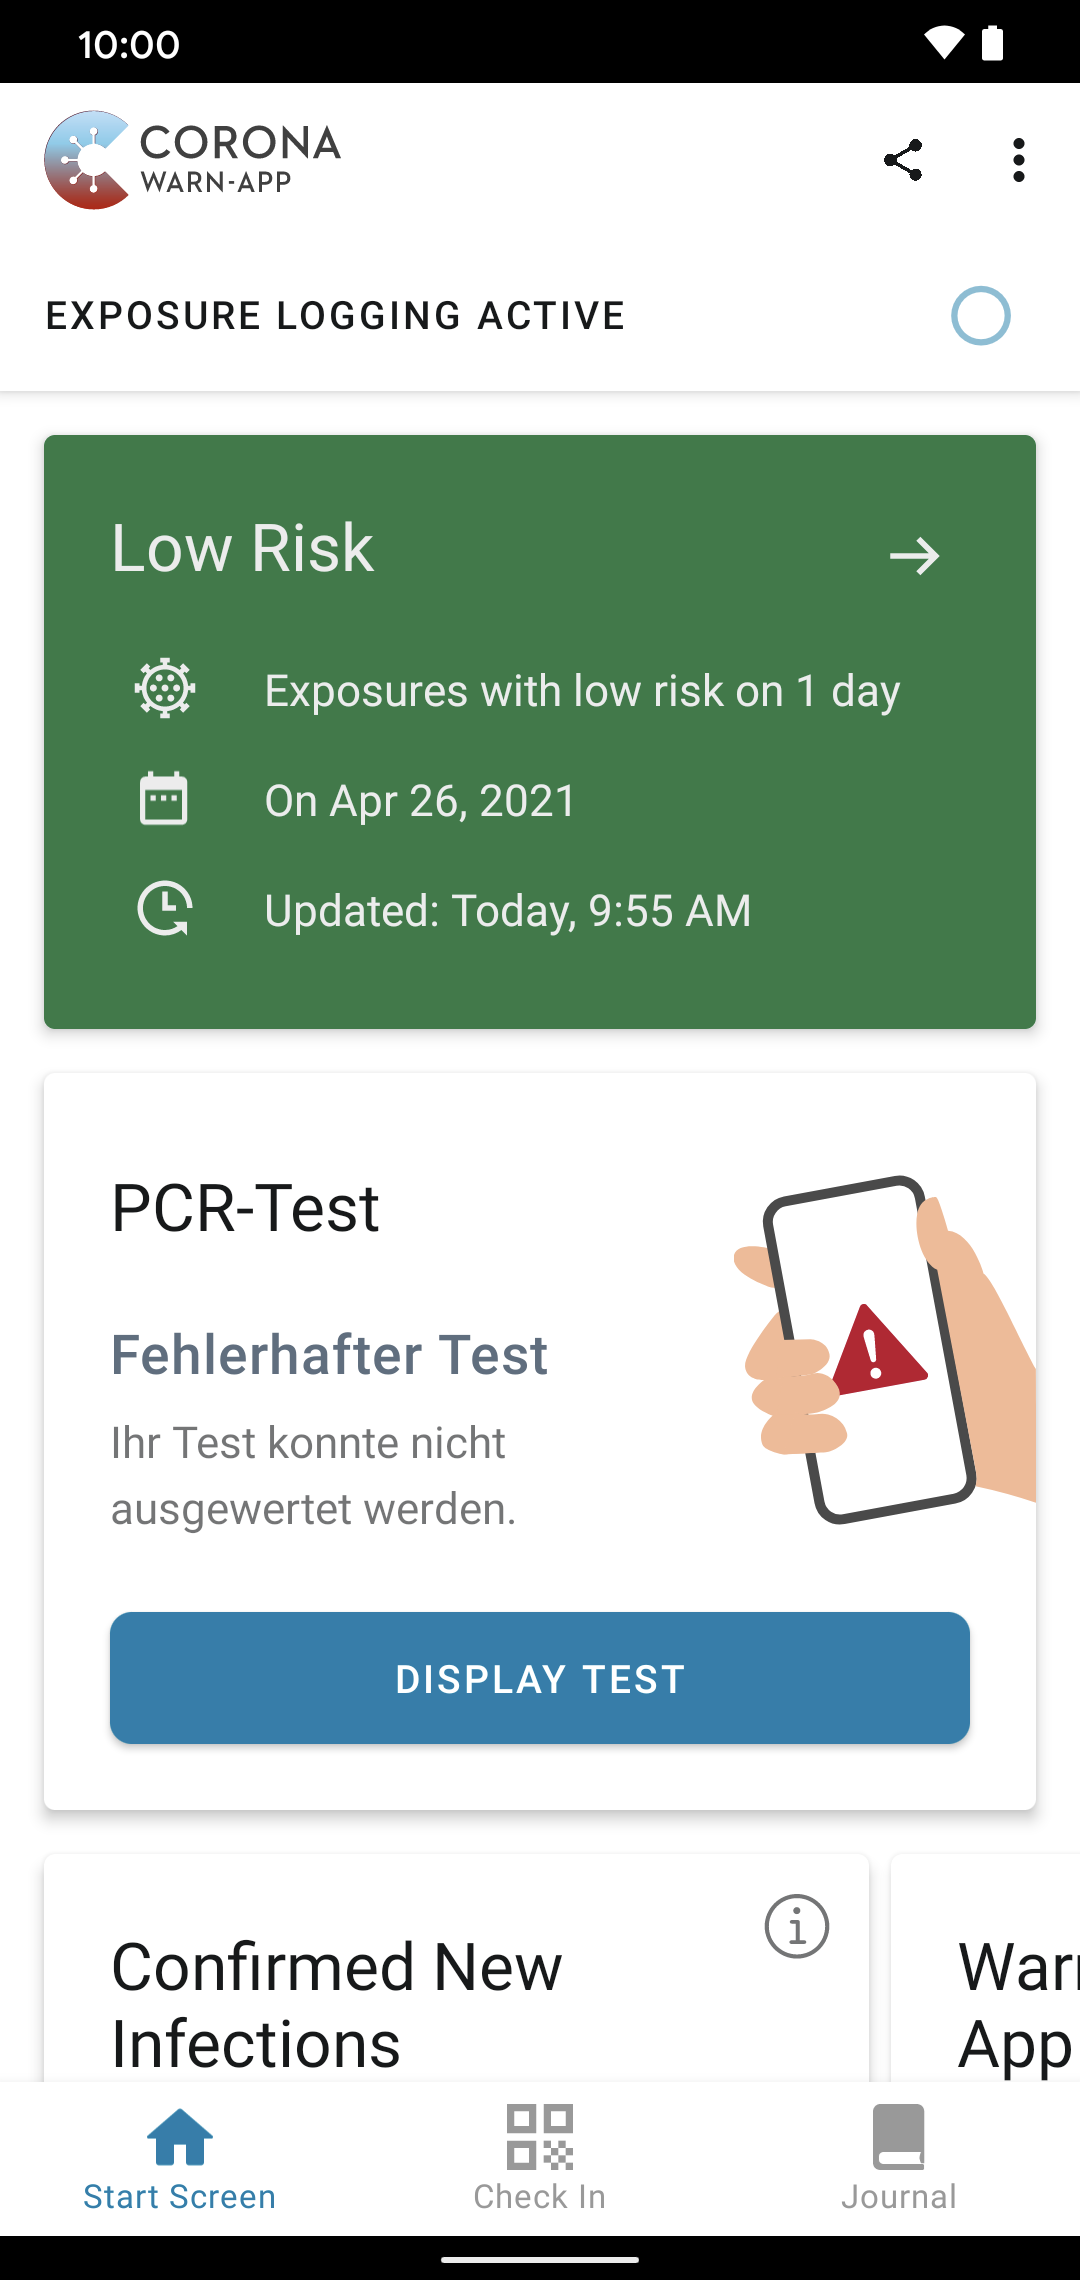 10:00
CORONA
WARN-APP
EXPOSURE LOGGING ACTIVE
Low Risk
Exposures with low risk on 1 day
On Apr 26, 2021
Updated: Today, 9:55 AM
PCR-Test
Fehlerhafter Test
Ihr Test konnte nicht
ausgewertet werden.
DISPLAY TEST
Confirmed New
Infections
App
Start Screen
Check In
Journal